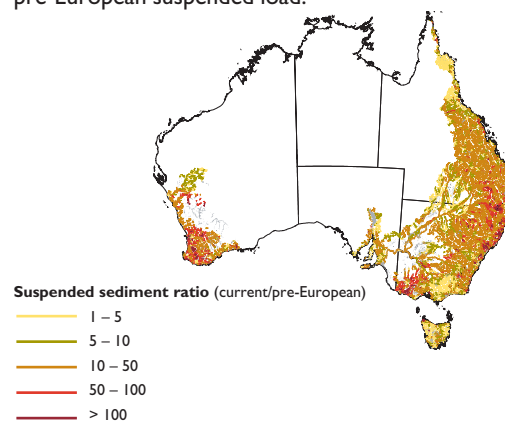 pre-European suspended load.
Suspended sediment ratio (current/pre-European)
1 – 5
5 – 10
10 – 50
50 – 100
> 100